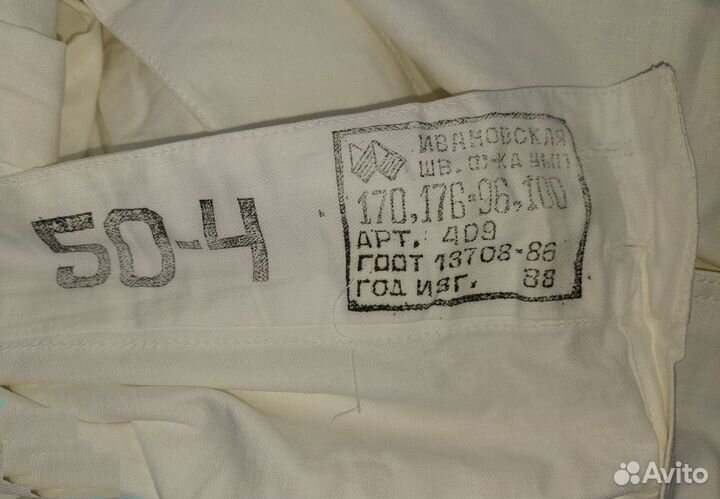 50-4
ИВАНОВСКАЯ
ШВ. Ф-КА УМП
170,176-96,100
АРТ. 409
ГОСТ 13708-86
ГОД ИЗГ. 88
Avito